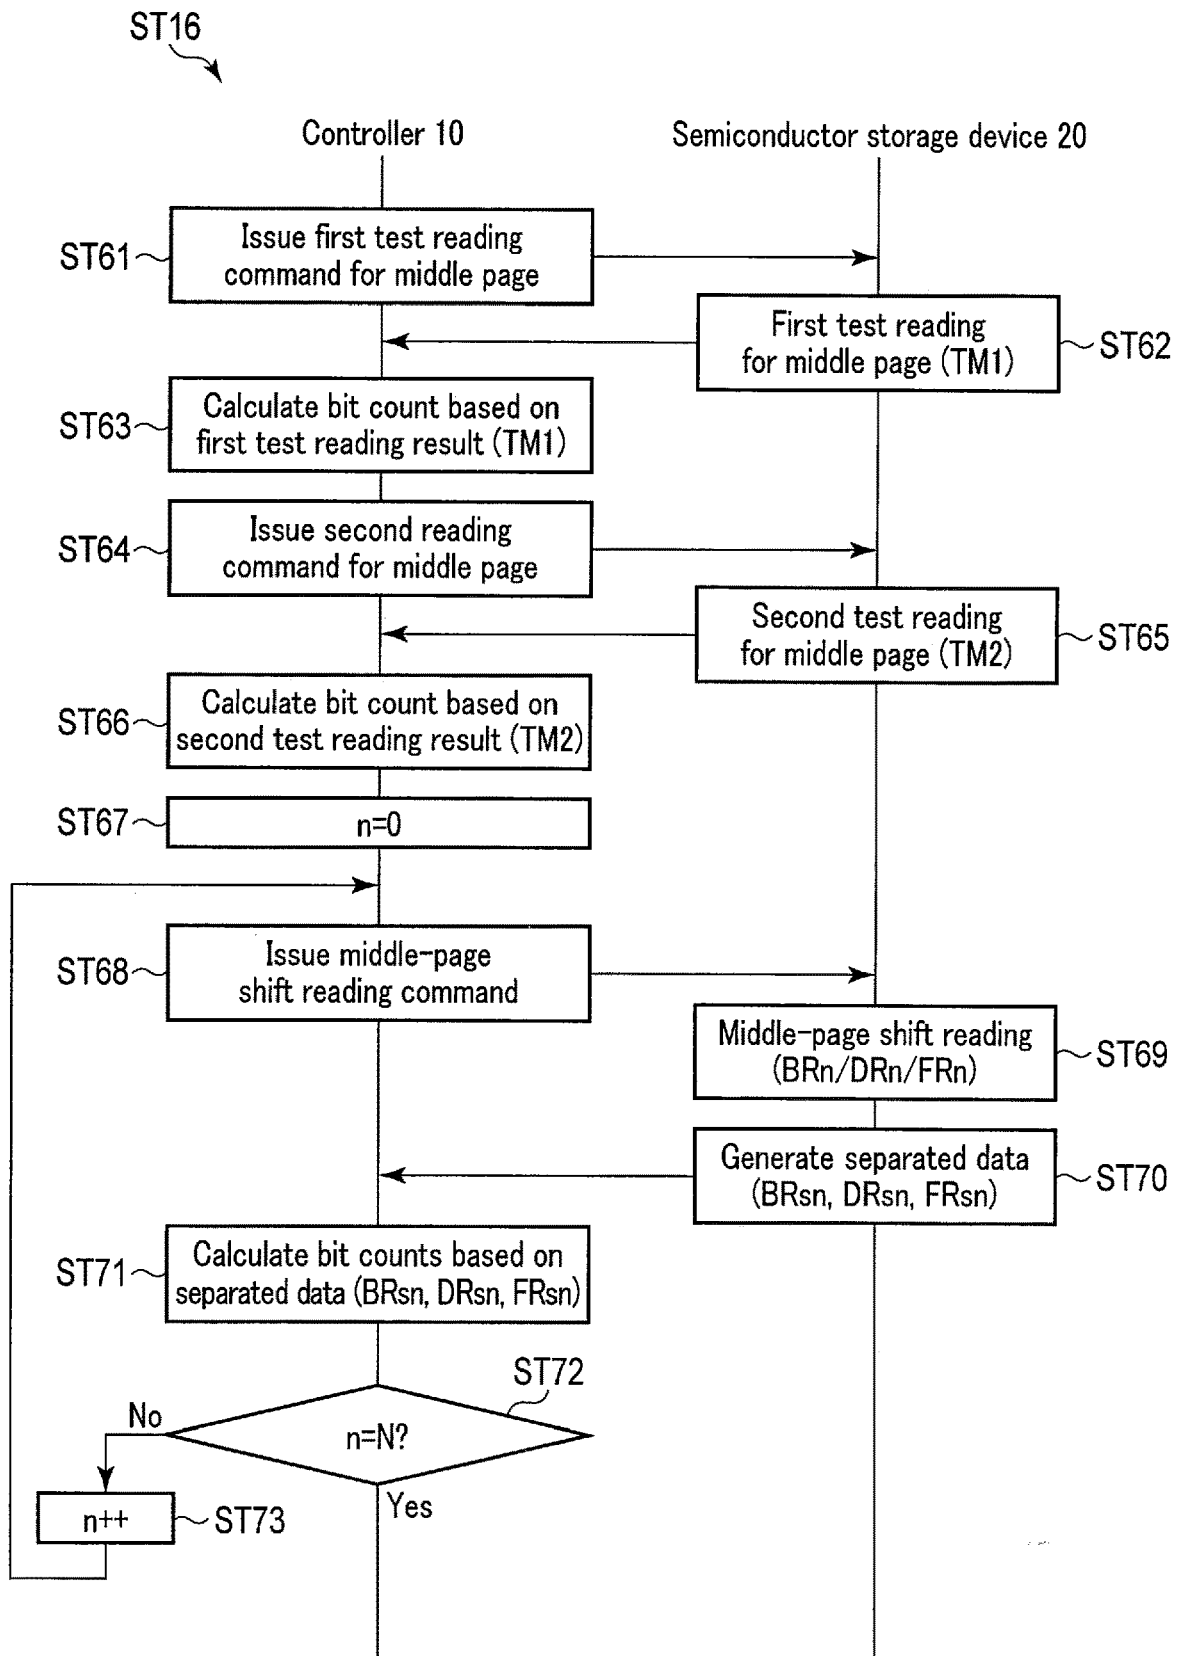 ST16
Controller 10
Semiconductor storage device 20
ST61
Issue first test reading
command for middle page
First test reading
for middle page (TM1)
ST62
ST63
Calculate bit count based on
first test reading result (TM1)
ST64
Issue second reading
command for middle page
Second test reading
for middle page (TM2)
ST65
ST66
Calculate bit count based on
second test reading result (TM2)
ST67
n=0
ST68
Issue middle-page
shift reading command
Middle-page shift reading
(BRn/DRn/FRn)
ST69
Generate separated data
(BRsn, DRsn, FRsn)
ST70
ST71
Calculate bit counts based on
separated data (BRsn, DRsn, FRsn)
ST72
No
n=N?
Yes
n++
ST73